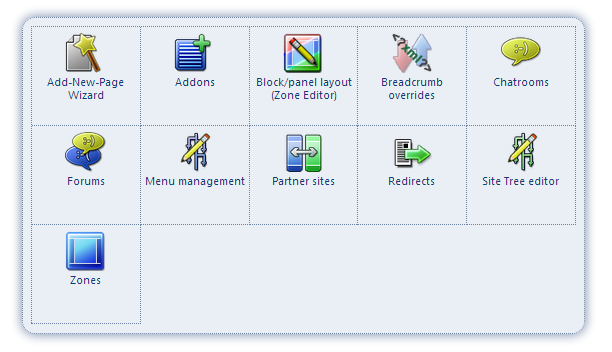 Add-New-Page
Wizard
Addons
Block/panel layout
(Zone Editor)
<?xml?>
Breadcrumb
overrides
Chatrooms
Forums
Menu management
Partner sites
Redirects
Site Tree editor
Zones